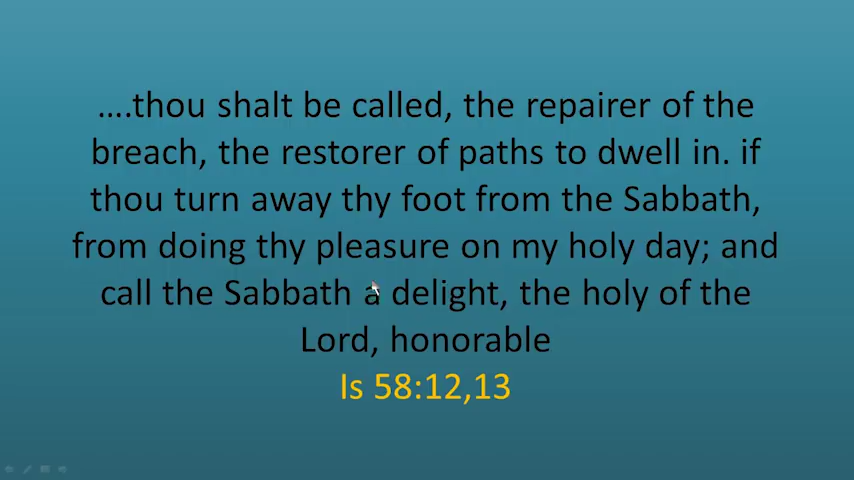 ….thou shalt be called, the repairer of the
breach, the restorer of paths to dwell in. if
thou turn away thy foot from the Sabbath,
from doing thy pleasure on my holy day; and
call the Sabbath a delight, the holy of the
Lord, honorable
Is 58:12,13